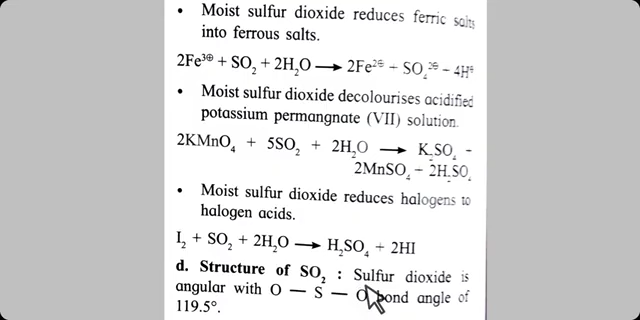 • Moist sulfur dioxide reduces ferric salts
into ferrous salts.
2Fe³⊕ + SO₂ + 2H₂O ⟶ 2Fe²⊕ + SO₄²⊖ + 4H⊕
• Moist sulfur dioxide decolourises acidified
potassium permangnate (VII) solution.
2KMnO₄ + 5SO₂ + 2H₂O ⟶ K₂SO₄ +
2MnSO₄ + 2H₂SO₄
• Moist sulfur dioxide reduces halogens to
halogen acids.
I₂ + SO₂ + 2H₂O ⟶ H₂SO₄ + 2HI
d. Structure of SO₂ : Sulfur dioxide is
angular with O — S — O bond angle of
119.5°.